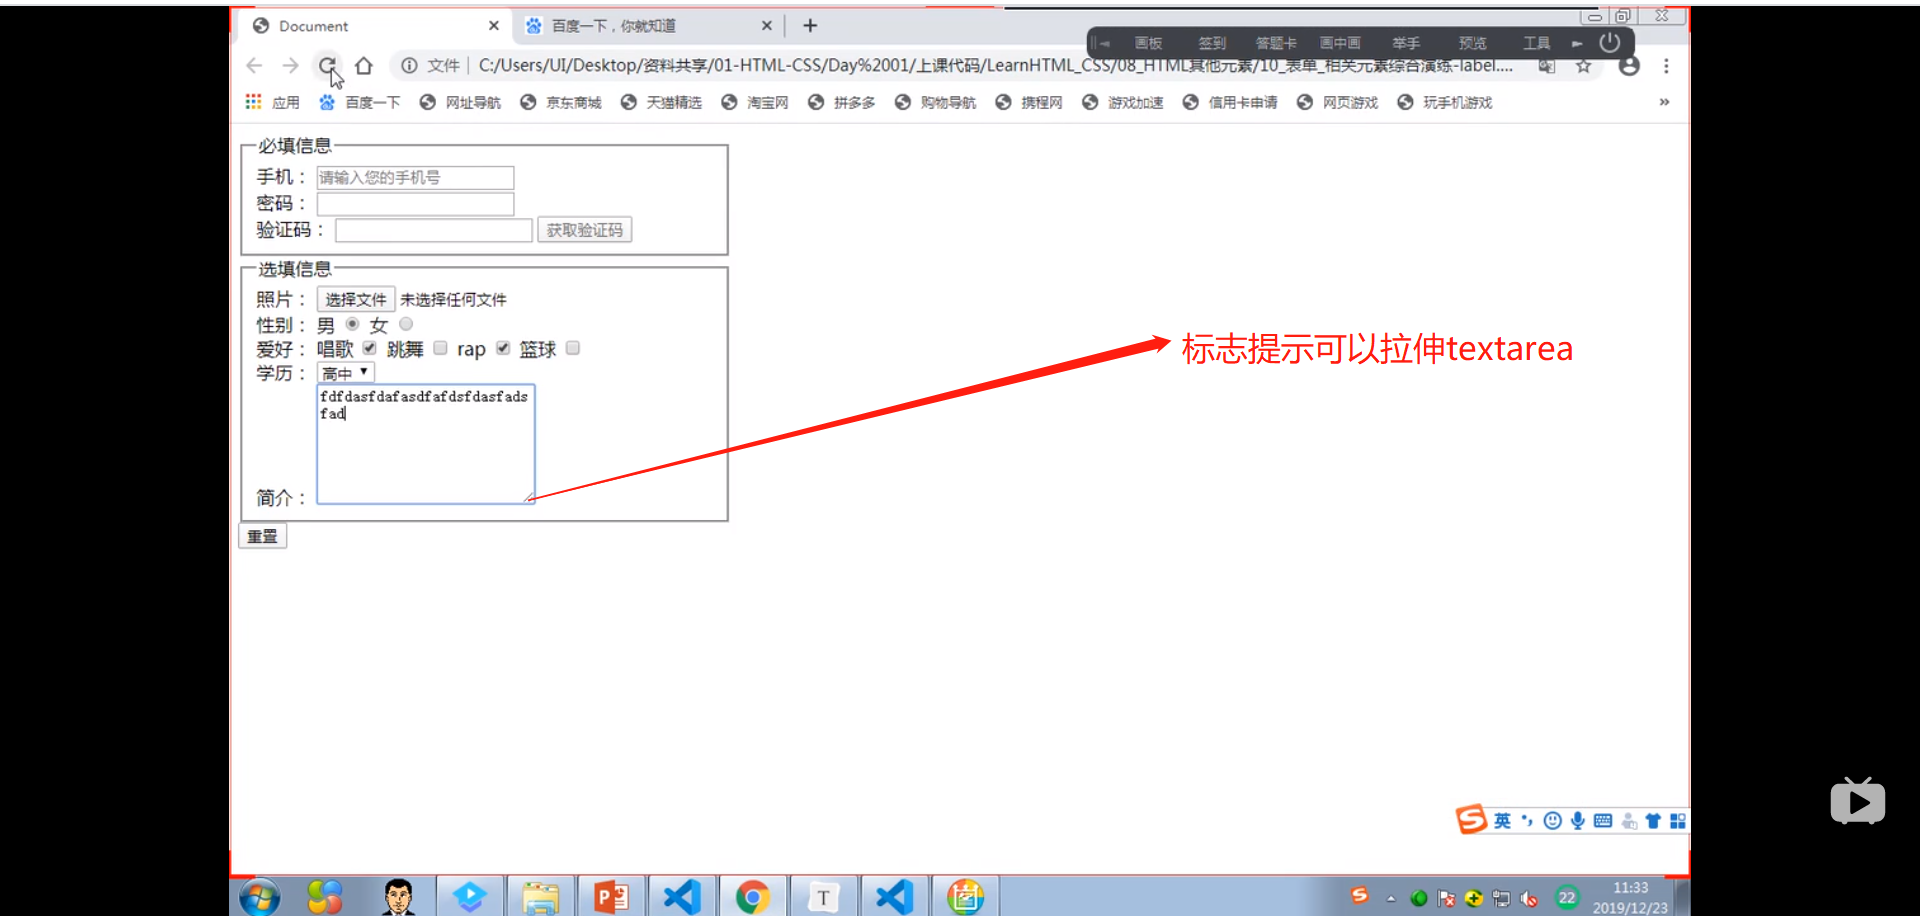 Document
百度一下，你就知道
画板 签到 答题卡 画中画 举手 预览 工具
文件 C:/Users/UI/Desktop/资料共享/01-HTML-CSS/Day%2001/上课代码/LearnHTML_CSS/08_HTML其他元素/10_表单_相关元素综合演练-label....
应用 百度一下 网址导航 京东商城 天猫精选 淘宝网 拼多多 购物导航 携程网 游戏加速 信用卡申请 网页游戏 玩手机游戏 »
必填信息
手机： 请输入您的手机号
密码：
验证码： 获取验证码
选填信息
照片： 选择文件 未选择任何文件
性别： 男 女
爱好： 唱歌 跳舞 rap 篮球
学历： 高中
fdfdasfdafasdfafdsfdasfads
fad
简介：
重置
标志提示可以拉伸textarea
英
T
22
11:33
2019/12/23